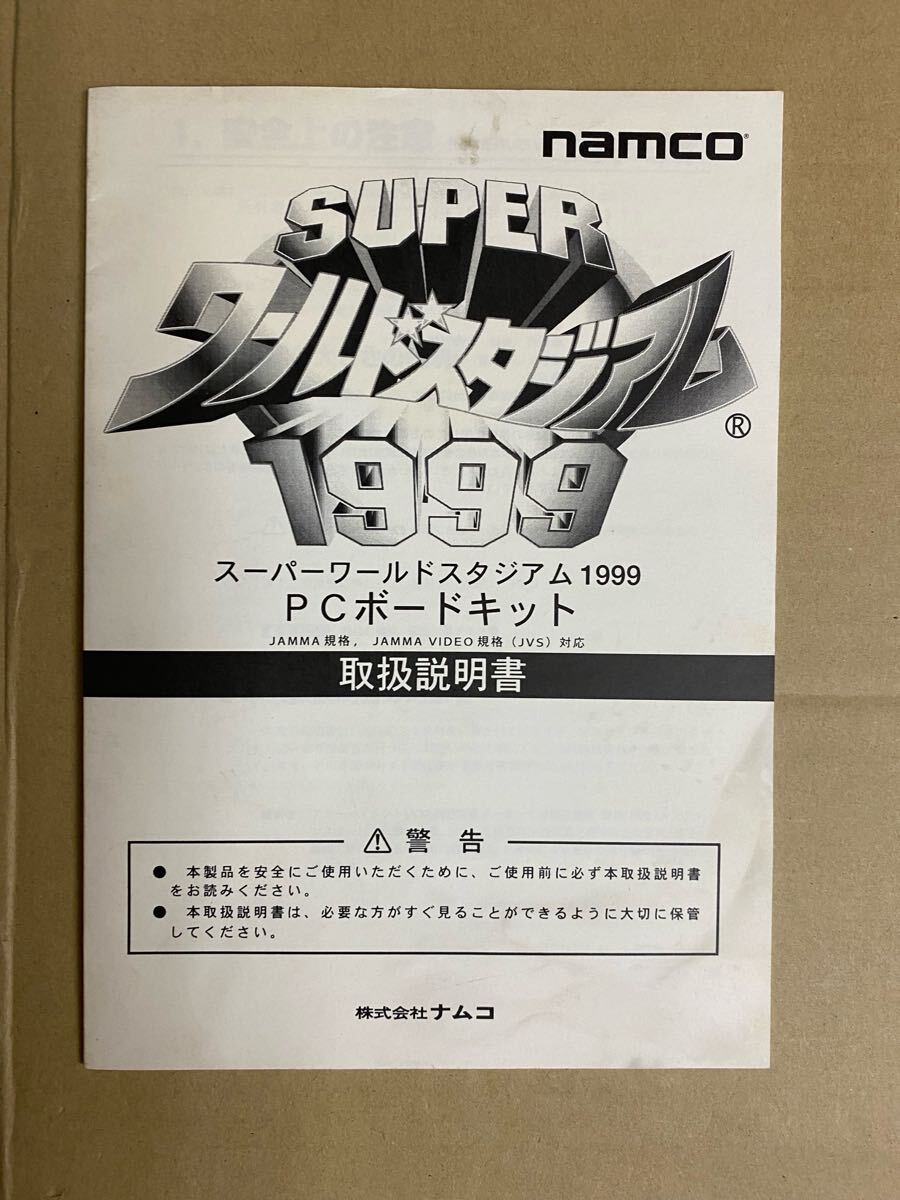 namco®
SUPER
ワールドスタジアム®
1999
スーパーワールドスタジアム1999
PCボードキット
JAMMA規格, JAMMA VIDEO規格(JVS)対応
取扱説明書
警告
● 本製品を安全にご使用いただくために、ご使用前に必ず本取扱説明書
をお読みください。
● 本取扱説明書は、必要な方がすぐ見ることができるように大切に保管
してください。
株式会社ナムコ